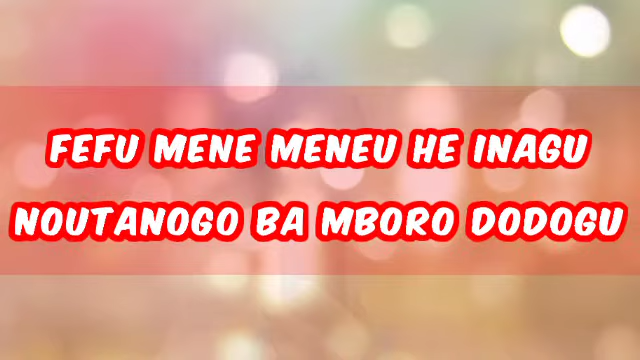 FEFU MENE MENEU HE INAGU
NOUTANOGO BA MBORO DODOGU